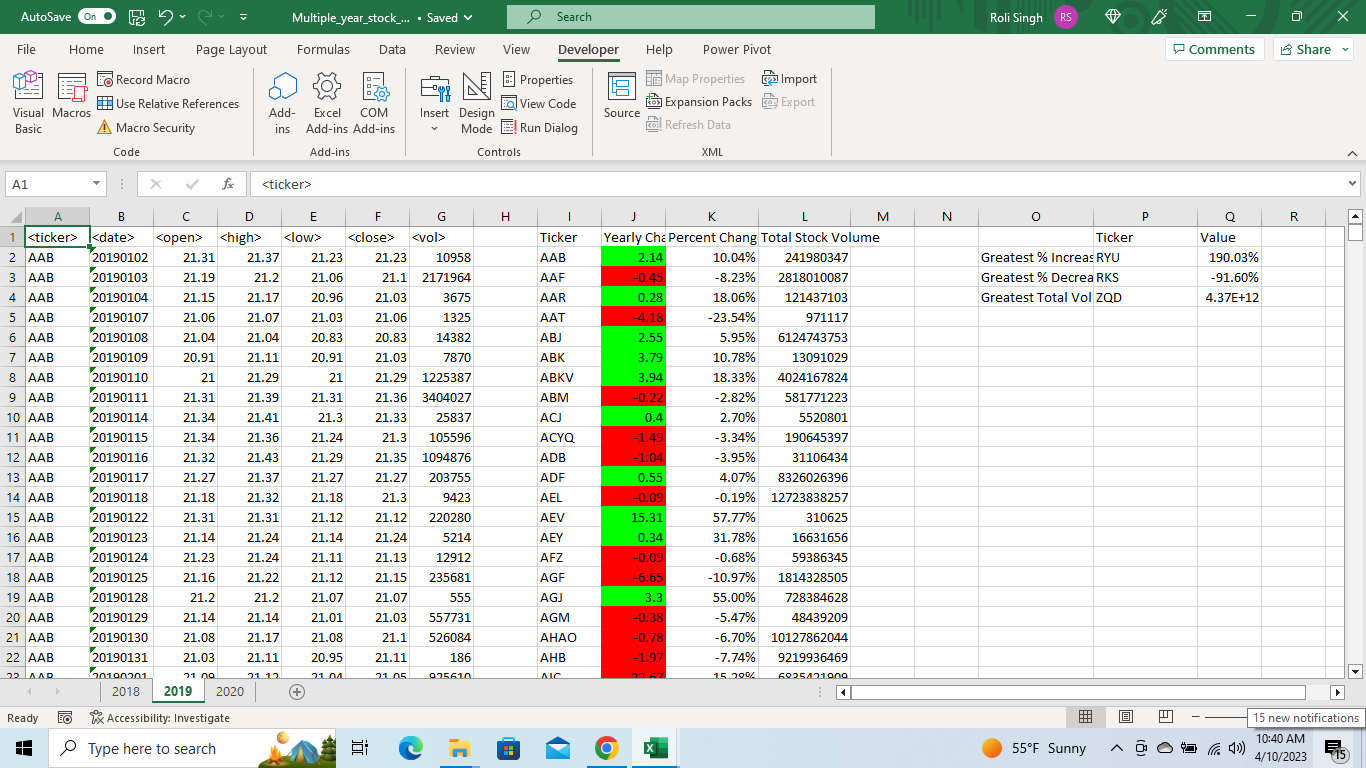 AutoSave On Multiple_year_stock_... • Saved Search Roli Singh RS
File Home Insert Page Layout Formulas Data Review View Developer Help Power Pivot Comments Share
Visual Basic Macros Record Macro Use Relative References Macro Security Code
Add-ins Excel Add-ins COM Add-ins Add-ins
Insert Design Mode Properties View Code Run Dialog Controls
Source Map Properties Expansion Packs Refresh Data Import Export XML
A1 fx <ticker>
A B C D E F G H I J K L M N O P Q R
1 <ticker> <date> <open> <high> <low> <close> <vol> Ticker Yearly Cha Percent Chang Total Stock Volume Ticker Value
2 AAB 20190102 21.31 21.37 21.23 21.23 10958 AAB 2.14 10.04% 241980347 Greatest % Increas RYU 190.03%
3 AAB 20190103 21.19 21.2 21.06 21.1 2171964 AAF -0.45 -8.23% 2818010087 Greatest % Decrea RKS -91.60%
4 AAB 20190104 21.15 21.17 20.96 21.03 3675 AAR 0.28 18.06% 121437103 Greatest Total Vol ZQD 4.37E+12
5 AAB 20190107 21.06 21.07 21.03 21.06 1325 AAT -4.18 -23.54% 971117
6 AAB 20190108 21.04 21.04 20.83 20.83 14382 ABJ 2.55 5.95% 6124743753
7 AAB 20190109 20.91 21.11 20.91 21.03 7870 ABK 3.79 10.78% 13091029
8 AAB 20190110 21 21.29 21 21.29 1225387 ABKV 3.94 18.33% 4024167824
9 AAB 20190111 21.31 21.39 21.31 21.36 3404027 ABM -0.22 -2.82% 581771223
10 AAB 20190114 21.34 21.41 21.3 21.33 25837 ACJ 0.4 2.70% 5520801
11 AAB 20190115 21.34 21.36 21.24 21.3 105596 ACYQ -1.49 -3.34% 190645397
12 AAB 20190116 21.32 21.43 21.29 21.35 1094876 ADB -1.04 -3.95% 31106434
13 AAB 20190117 21.27 21.37 21.27 21.27 203755 ADF 0.55 4.07% 8326026396
14 AAB 20190118 21.18 21.32 21.18 21.3 9423 AEL -0.09 -0.19% 12723838257
15 AAB 20190122 21.31 21.31 21.12 21.12 220280 AEV 15.31 57.77% 310625
16 AAB 20190123 21.14 21.24 21.14 21.24 5214 AEY 0.34 31.78% 16631656
17 AAB 20190124 21.23 21.24 21.11 21.13 12912 AFZ -0.09 -0.68% 59386345
18 AAB 20190125 21.16 21.22 21.12 21.15 235681 AGF -6.65 -10.97% 1814328505
19 AAB 20190128 21.2 21.2 21.07 21.07 555 AGJ 3.3 55.00% 728384628
20 AAB 20190129 21.14 21.14 21.01 21.03 557731 AGM -0.38 -5.47% 48439209
21 AAB 20190130 21.08 21.17 21.08 21.1 526084 AHAO -0.78 -6.70% 10127862044
22 AAB 20190131 21.03 21.11 20.95 21.11 186 AHB -1.97 -7.74% 9219936469
23 AAB 20190201 21.09 21.12 21.04 21.05
2018 2019 2020
Ready Accessibility: Investigate 15 new notifications
Type here to search 55°F Sunny 10:40 AM
4/10/2023 15